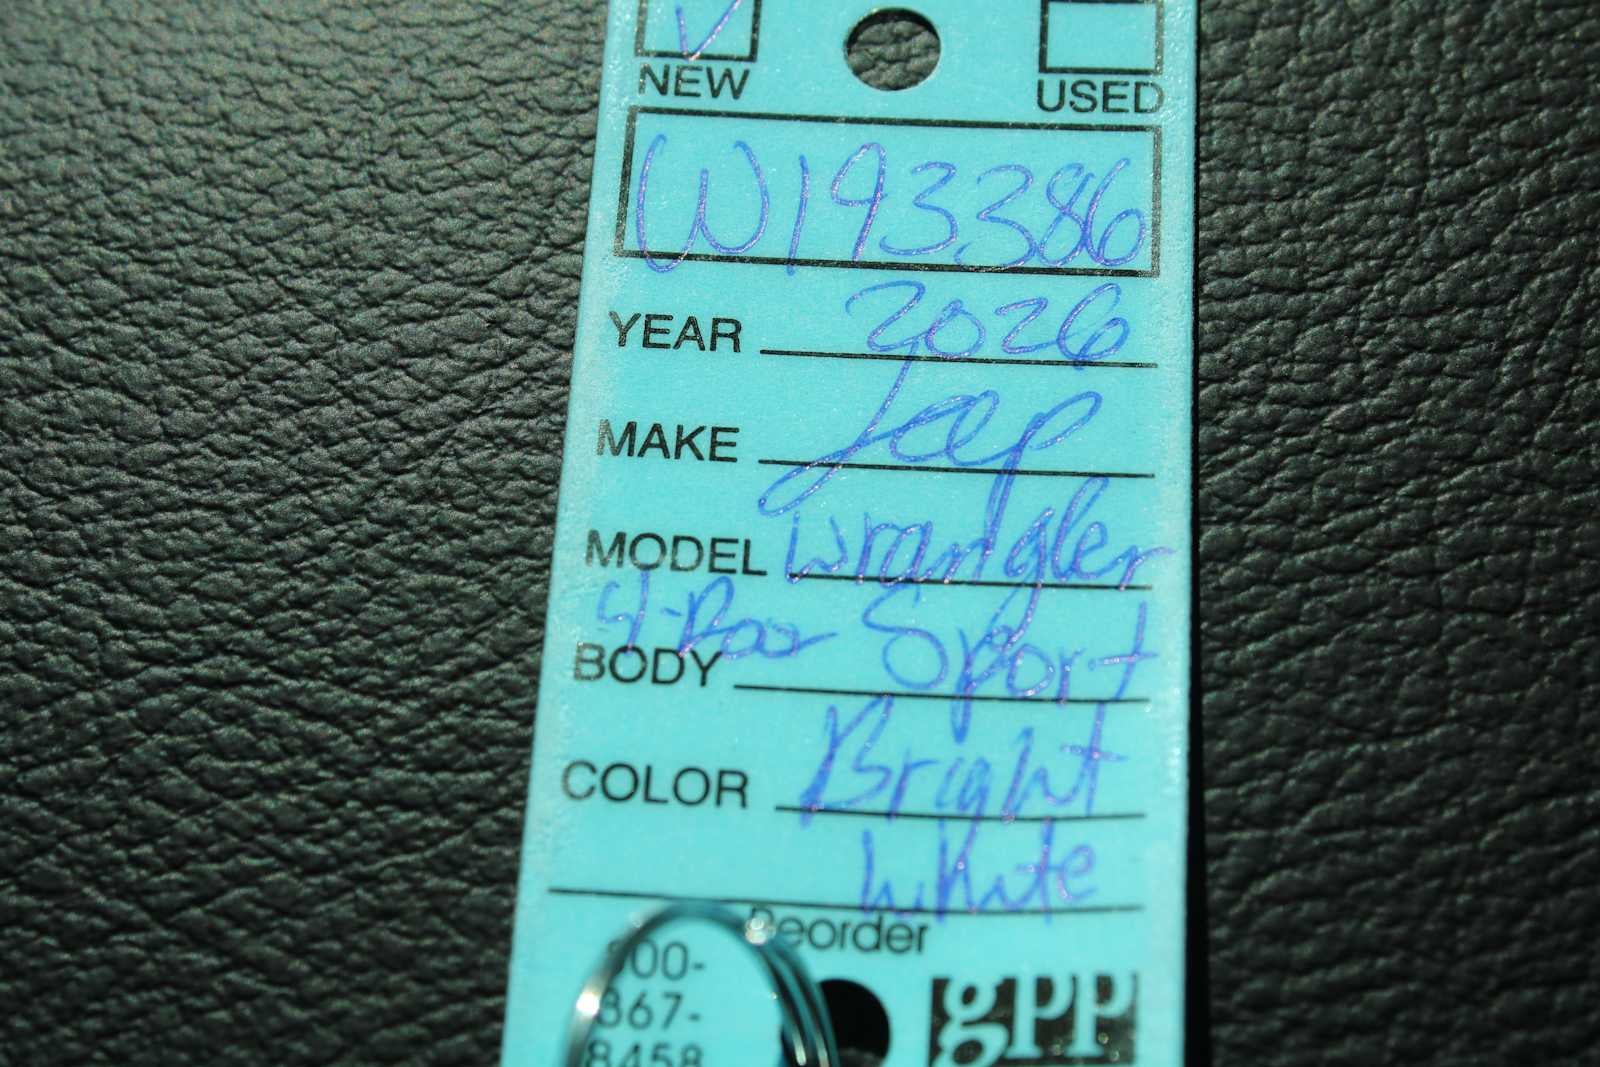 NEW USED
W193386
YEAR 2026
MAKE Jeep
MODEL Wrangler
4-Door
BODY Sport
COLOR Bright
White
Reorder
800-
367-
8458
gpp